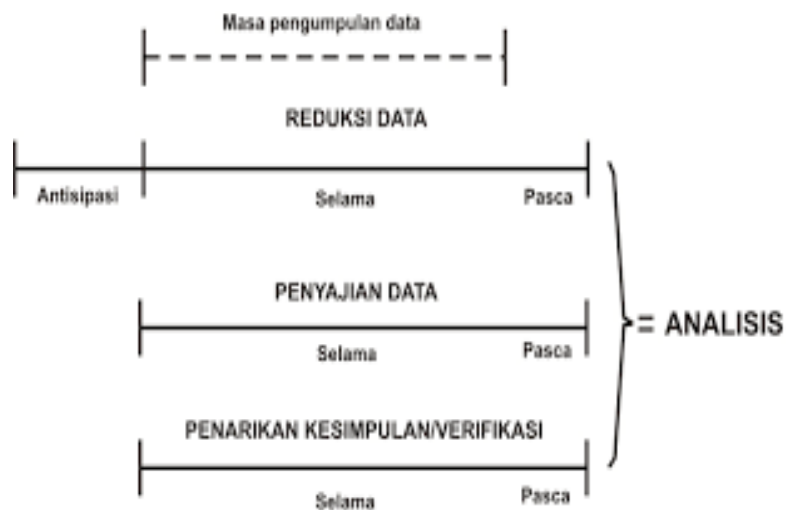 Masa pengumpulan data
REDUKSI DATA
Antisipasi Selama Pasca
PENYAJIAN DATA
= ANALISIS
Selama Pasca
PENARIKAN KESIMPULAN/VERIFIKASI
Selama Pasca